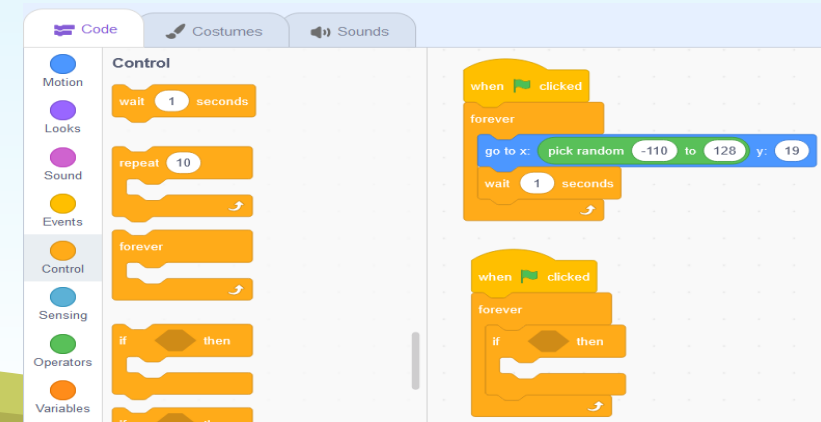 Code
Costumes
Sounds
Motion
Looks
Sound
Events
Control
Sensing
Operators
Variables
Control
wait 1 seconds
repeat 10
forever
if then
if then
when clicked
forever
go to x: pick random -110 to 128 y: 19
wait 1 seconds
when clicked
forever
if then